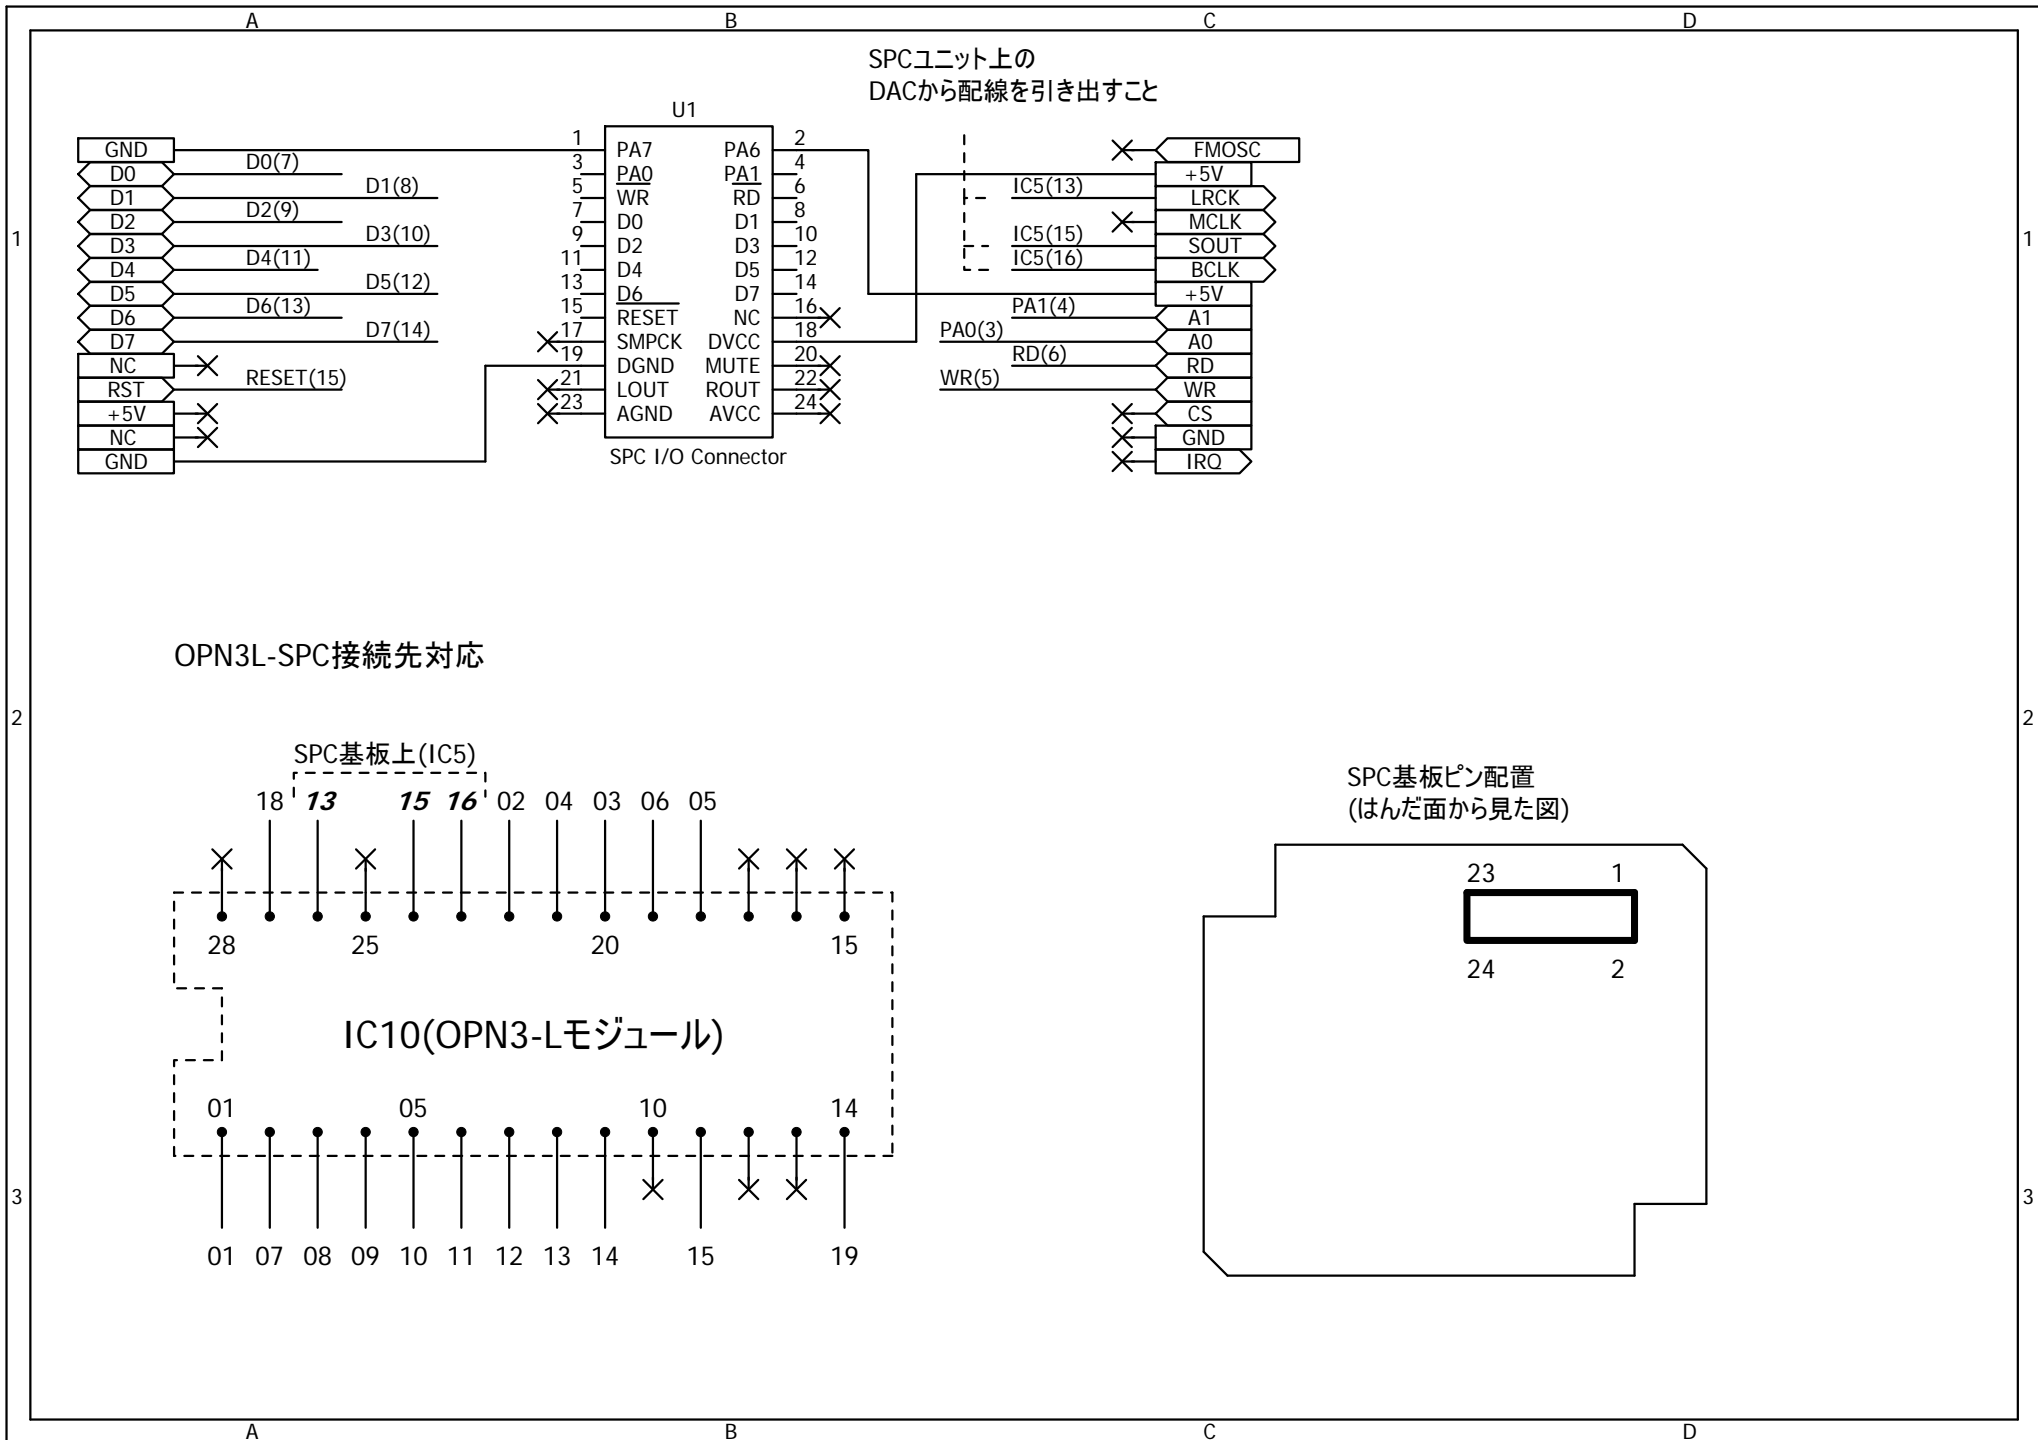 A B C D
SPCユニット上の
DACから配線を引き出すこと
U1
GND 1 PA7 PA6 2 FMOSC
D0 D0(7) 3 PA0 PA1 4 +5V
D1 D1(8) 5 WR RD 6 IC5(13) LRCK
D2 D2(9) 7 D0 D1 8 MCLK
1 D3 D3(10) 9 D2 D3 10 IC5(15) SOUT 1
D4 D4(11) 11 D4 D5 12 IC5(16) BCLK
D5 D5(12) 13 D6 D7 14 +5V
D6 D6(13) 15 RESET NC 16 PA1(4) A1
D7 D7(14) 17 SMPCK DVCC 18 PA0(3) A0
NC 19 DGND MUTE 20 RD(6) RD
RST RESET(15) 21 LOUT ROUT 22 WR(5) WR
+5V 23 AGND AVCC 24 CS
NC GND
GND SPC I/O Connector IRQ
OPN3L-SPC接続先対応
2 2
SPC基板上(IC5)
18 13 15 16 02 04 03 06 05
28 25 20 15
IC10(OPN3-Lモジュール)
01 05 10 14
01 07 08 09 10 11 12 13 14 15 19
SPC基板ピン配置
(はんだ面から見た図)
23 1
24 2
3 3
A B C D